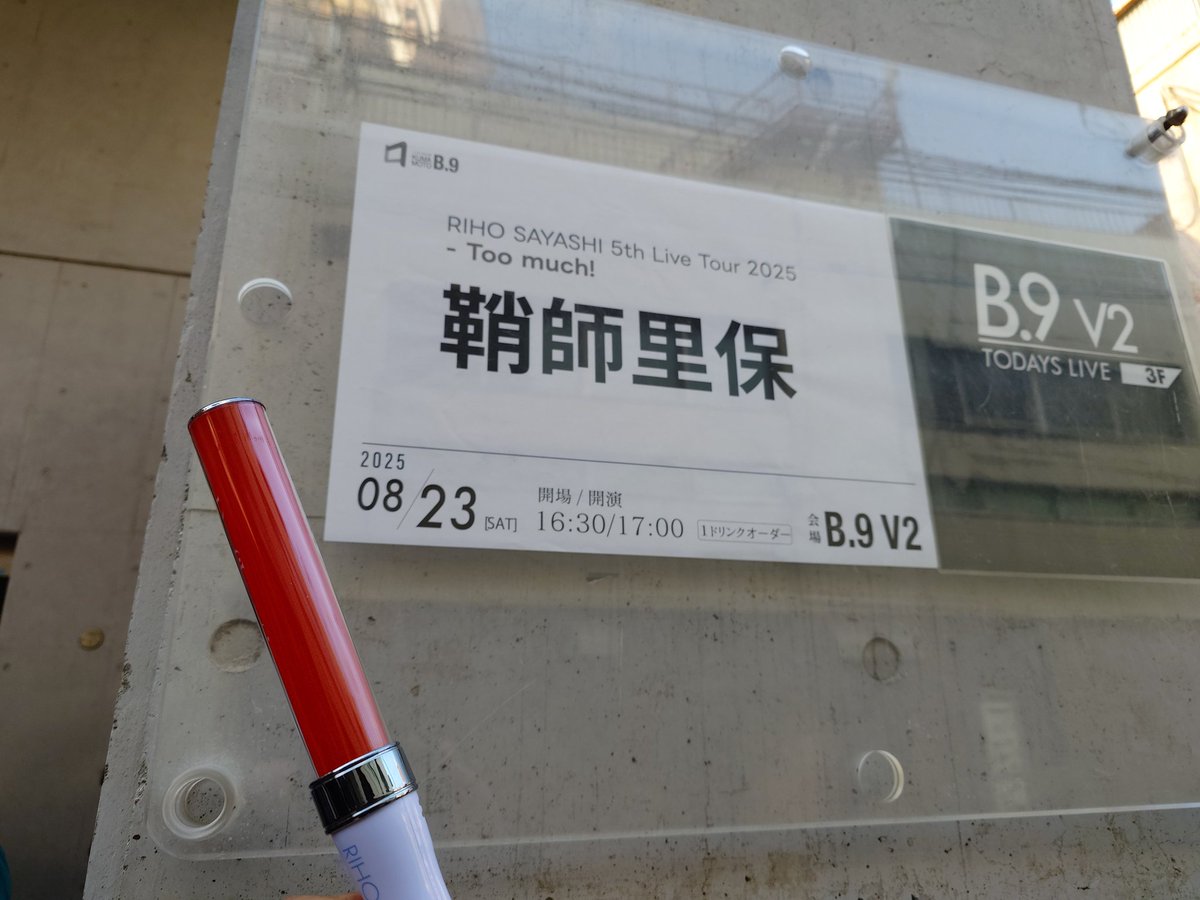 KUMA
MOTO
B.9
RIHO SAYASHI 5th Live Tour 2025
- Too much!
鞘師里保
2025
08/23 [SAT]
開場 / 開演
16:30/17:00
1ドリンクオーダー
会場
B.9 V2
B.9 V2
TODAYS LIVE 3F
RIHO